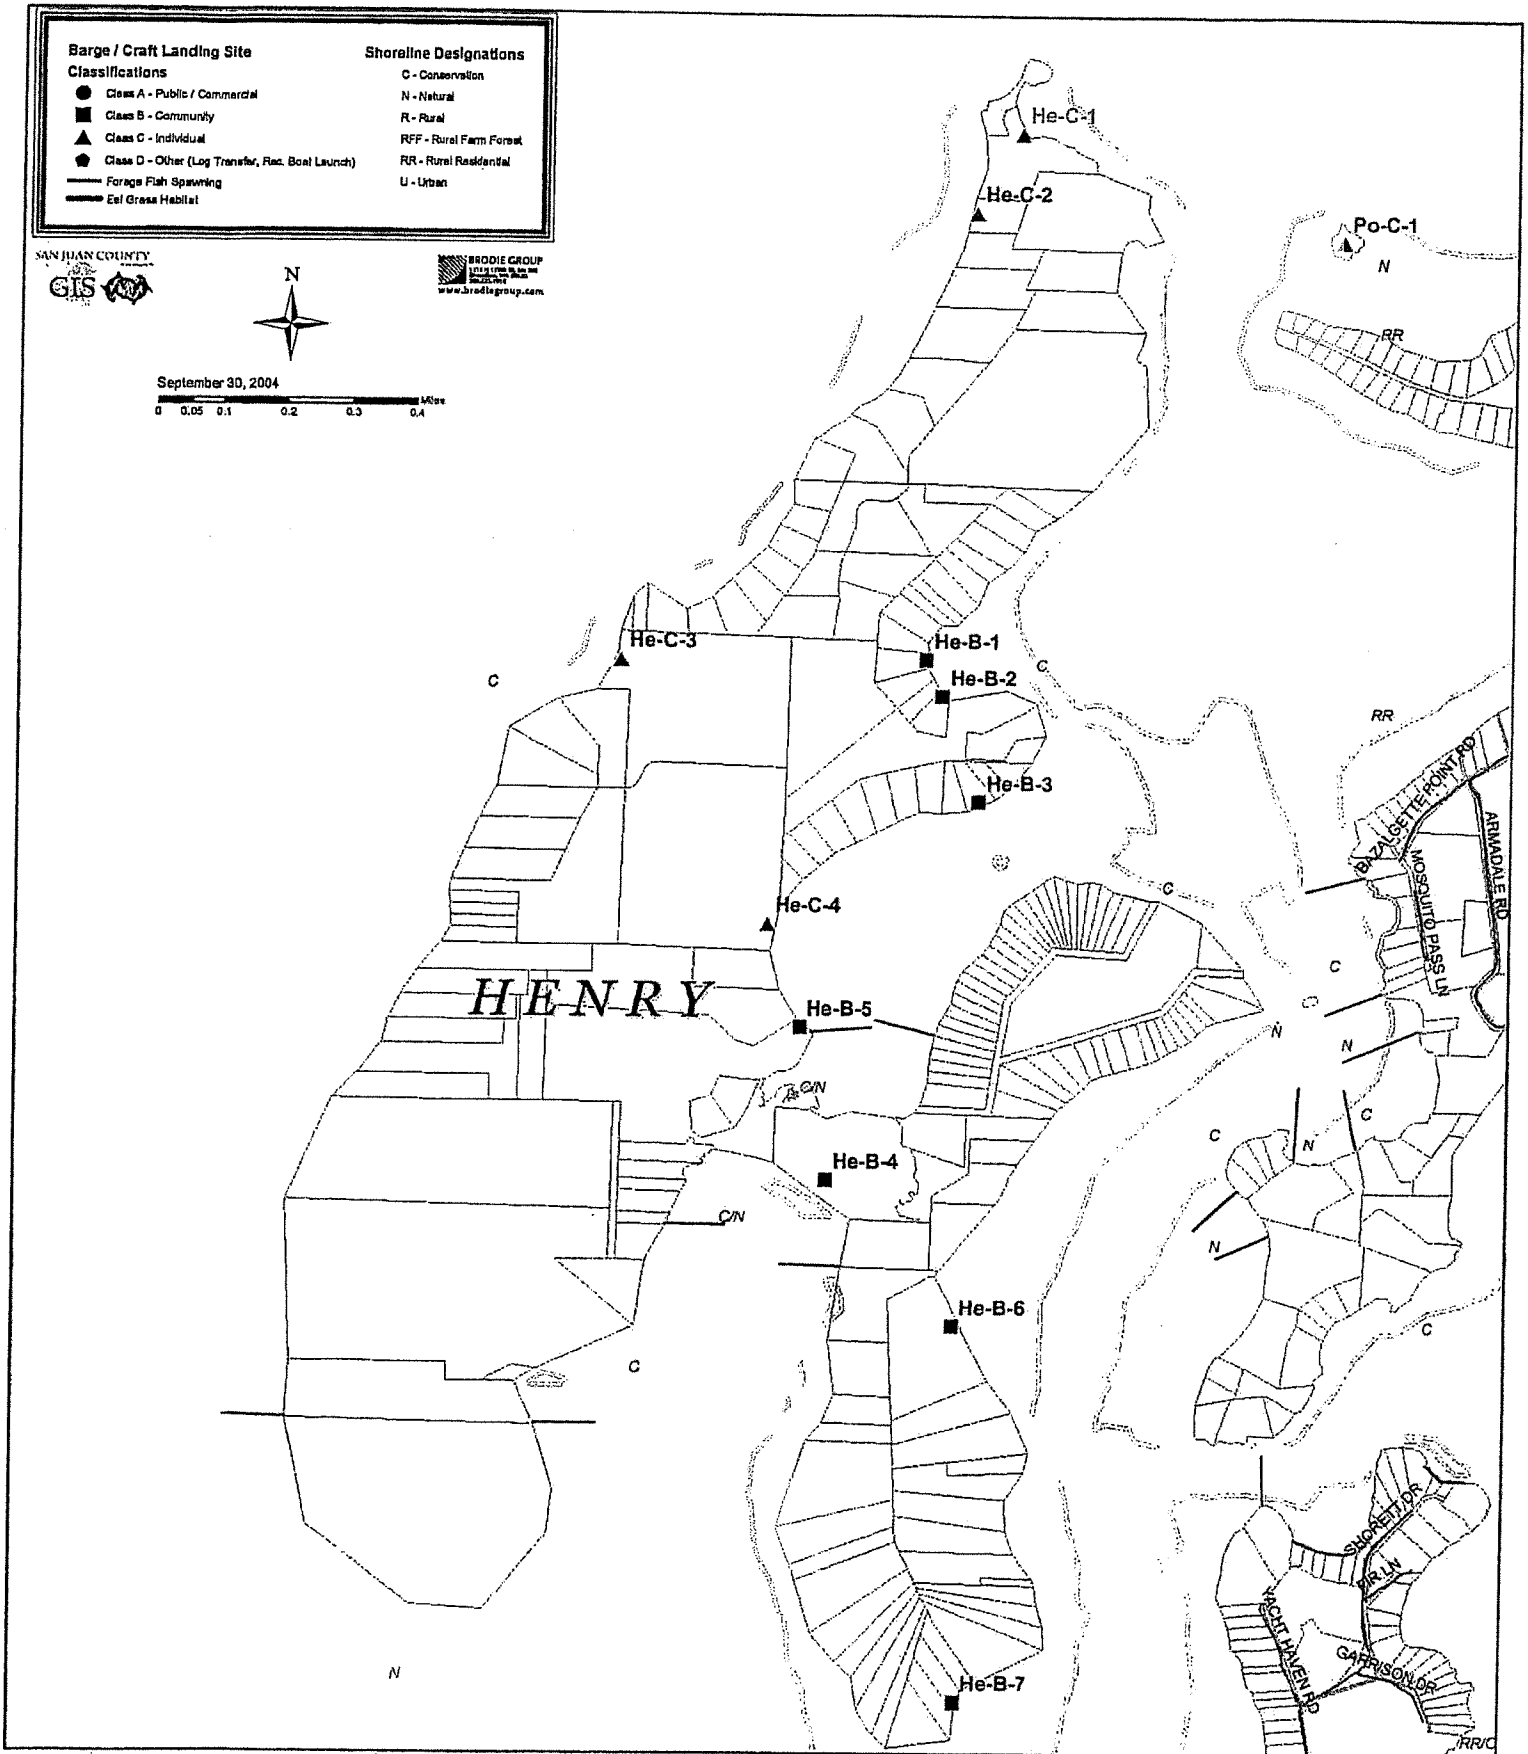 Barge / Craft Landing Site
Classifications
Class A - Public / Commercial
Class B - Community
Class C - Individual
Class D - Other (Log Transfer, Rec. Boat Launch)
Forage Fish Spawning
Eel Grass Habitat
Shoreline Designations
C - Conservation
N - Natural
R - Rural
RFF - Rural Farm Forest
RR - Rural Residential
U - Urban
SAN JUAN COUNTY
GIS
N
BRODIE GROUP
www.brodiegroup.com
September 30, 2004
0 0.05 0.1 0.2 0.3 0.4 Miles
He-C-1
He-C-2
Po-C-1
N
RR
He-C-3
He-B-1
C
He-B-2
C
RR
He-B-3
BAZALGETTE POINT RD
ARMADALE RD
MOSQUITO PASS LN
C
He-C-4
C
HENRY
He-B-5
N
N
C/N
C
C
N
He-B-4
C/N
N
He-B-6
C
C
SHORETT DR
FIR LN
YACHT HAVEN RD
GARRISON DR
N
He-B-7
RR/C